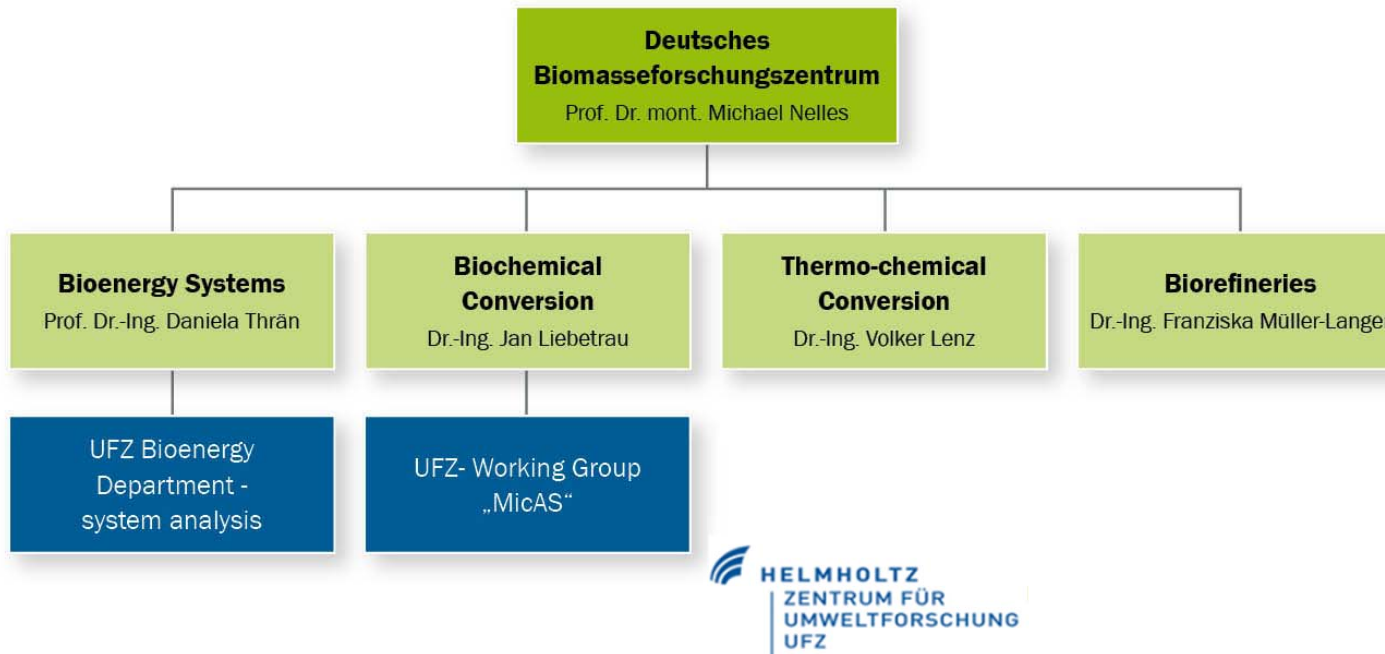 Deutsches
Biomasseforschungszentrum
Prof. Dr. mont. Michael Nelles
Bioenergy Systems
Prof. Dr.-Ing. Daniela Thrän
Biochemical
Conversion
Dr.-Ing. Jan Liebetrau
Thermo-chemical
Conversion
Dr.-Ing. Volker Lenz
Biorefineries
Dr.-Ing. Franziska Müller-Langer
UFZ Bioenergy
Department -
system analysis
UFZ- Working Group
„MicAS“
HELMHOLTZ
ZENTRUM FÜR
UMWELTFORSCHUNG
UFZ